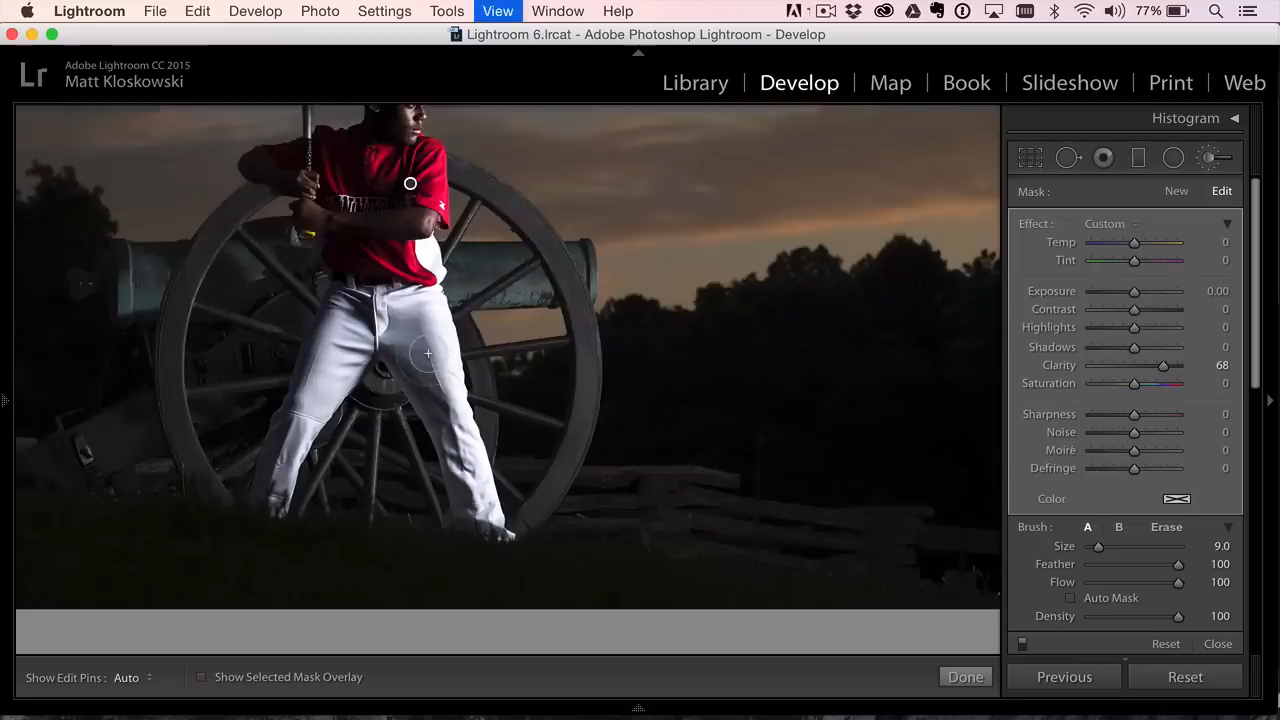 Lightroom File Edit Develop Photo Settings Tools View Window Help 77%
Lightroom 6.lrcat - Adobe Photoshop Lightroom - Develop
Lr
Adobe Lightroom CC 2015
Matt Kloskowski
Library | Develop | Map | Book | Slideshow | Print | Web
Histogram
Mask : New Edit
Effect : Custom
Temp 0
Tint 0
Exposure 0.00
Contrast 0
Highlights 0
Shadows 0
Clarity 68
Saturation 0
Sharpness 0
Noise 0
Moiré 0
Defringe 0
Color
Brush : A B Erase
Size 9.0
Feather 100
Flow 100
Auto Mask
Density 100
Reset Close
Show Edit Pins : Auto Show Selected Mask Overlay Done
Previous Reset